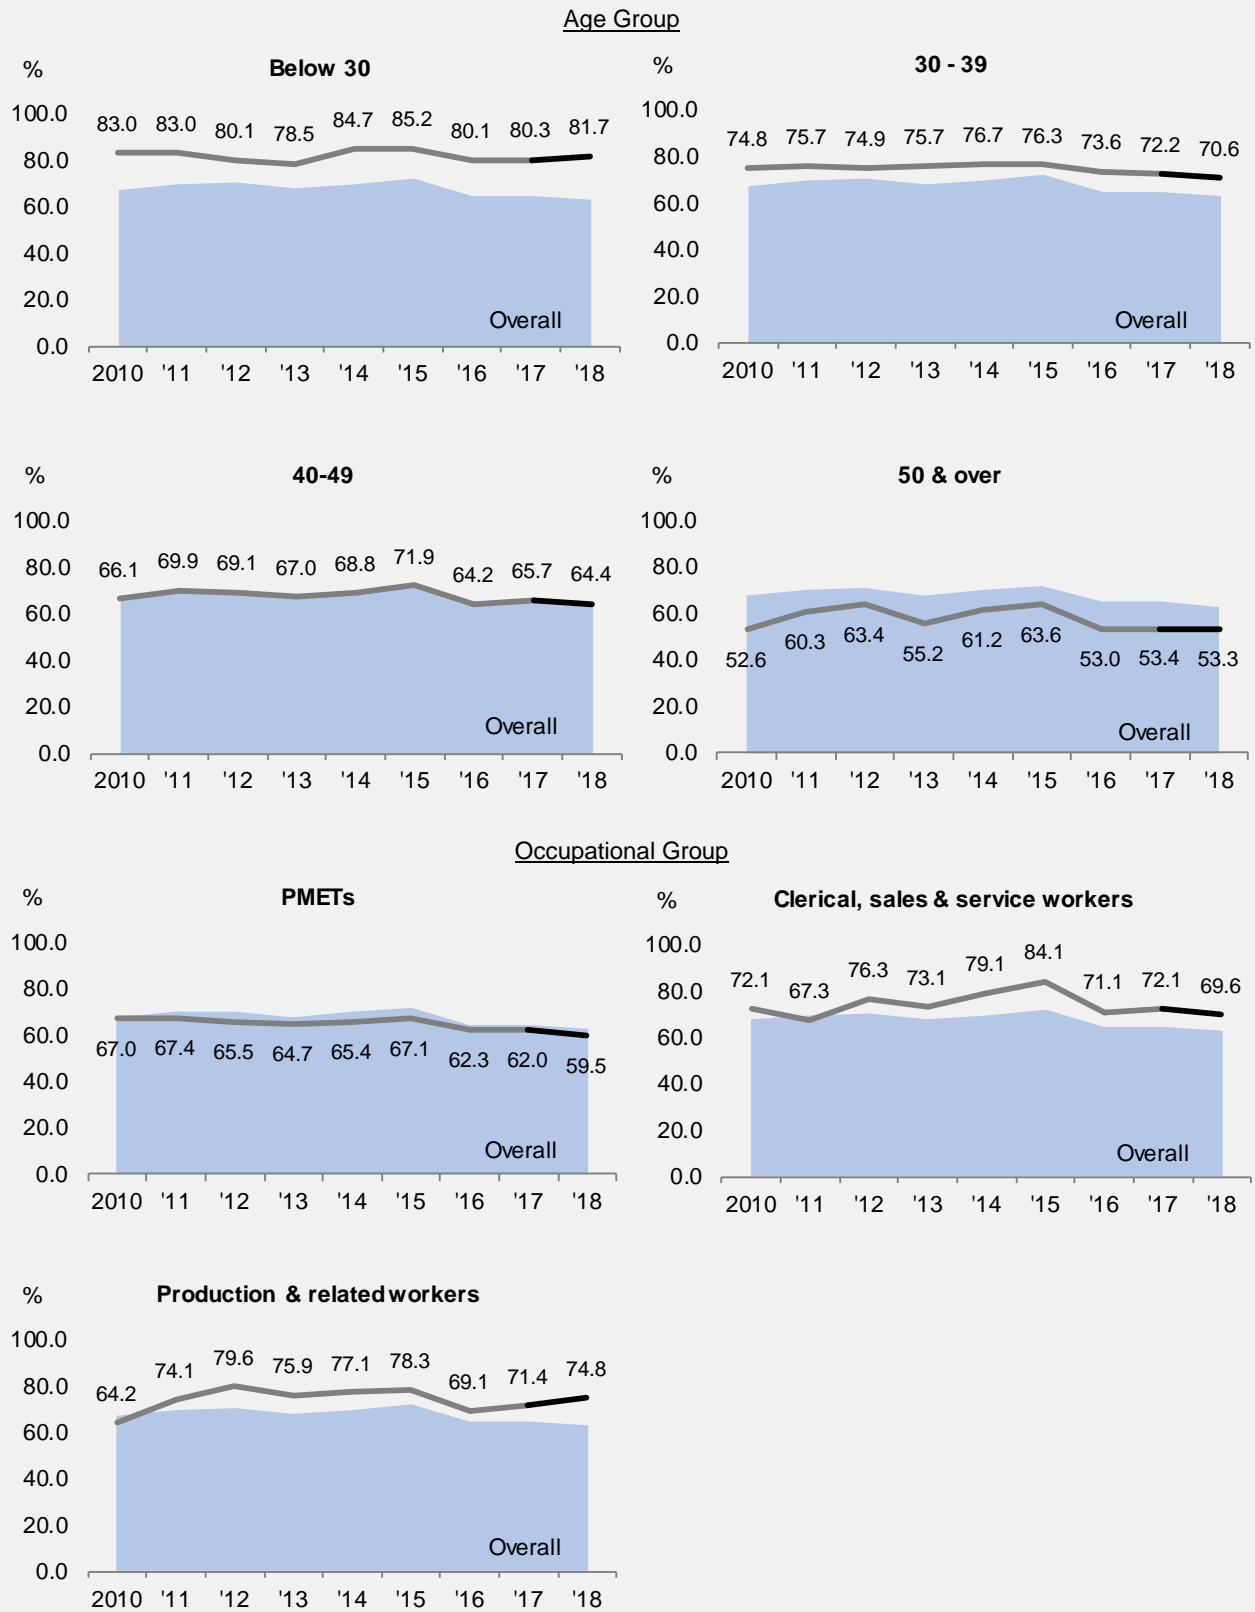 Age Group
%
Below 30
100.0
80.0
60.0
40.0
20.0
0.0
83.0 83.0 80.1 78.5 84.7 85.2 80.1 80.3 81.7
Overall
2010 '11 '12 '13 '14 '15 '16 '17 '18
%
30 - 39
100.0
80.0
60.0
40.0
20.0
0.0
74.8 75.7 74.9 75.7 76.7 76.3 73.6 72.2 70.6
Overall
2010 '11 '12 '13 '14 '15 '16 '17 '18
%
40-49
100.0
80.0
60.0
40.0
20.0
0.0
66.1 69.9 69.1 67.0 68.8 71.9 64.2 65.7 64.4
Overall
2010 '11 '12 '13 '14 '15 '16 '17 '18
%
50 & over
100.0
80.0
60.0
40.0
20.0
0.0
52.6 60.3 63.4 55.2 61.2 63.6 53.0 53.4 53.3
Overall
2010 '11 '12 '13 '14 '15 '16 '17 '18
Occupational Group
%
PMETs
100.0
80.0
60.0
40.0
20.0
0.0
67.0 67.4 65.5 64.7 65.4 67.1 62.3 62.0 59.5
Overall
2010 '11 '12 '13 '14 '15 '16 '17 '18
%
Clerical, sales & service workers
100.0
80.0
60.0
40.0
20.0
0.0
72.1 67.3 76.3 73.1 79.1 84.1 71.1 72.1 69.6
Overall
2010 '11 '12 '13 '14 '15 '16 '17 '18
%
Production & related workers
100.0
80.0
60.0
40.0
20.0
0.0
64.2 74.1 79.6 75.9 77.1 78.3 69.1 71.4 74.8
Overall
2010 '11 '12 '13 '14 '15 '16 '17 '18